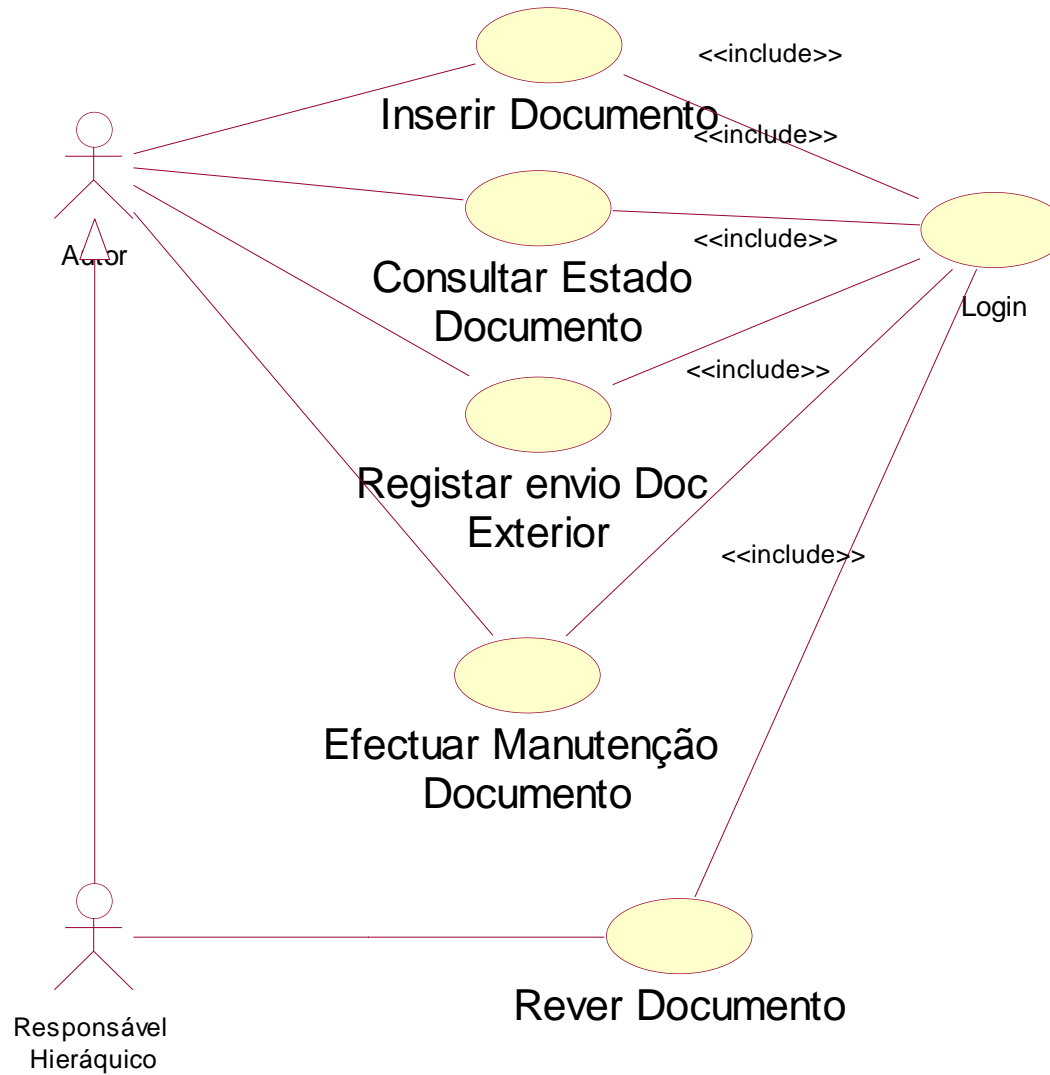 <<include>>
Inserir Documento
<<include>>
Autor
<<include>>
Consultar Estado
Documento
Login
<<include>>
Registar envio Doc
Exterior
<<include>>
Efectuar Manutenção
Documento
Rever Documento
Responsável
Hieráquico